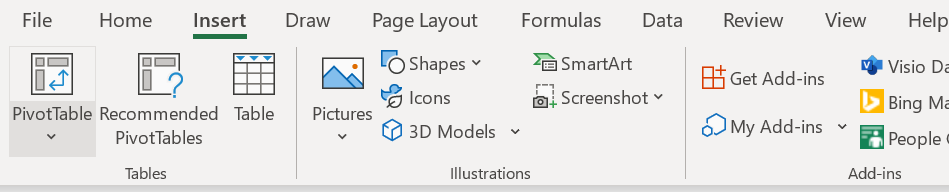 File Home Insert Draw Page Layout Formulas Data Review View Help
PivotTable
Recommended
PivotTables
Table
Tables
Pictures
Shapes
Icons
3D Models
SmartArt
Screenshot
Illustrations
Get Add-ins
My Add-ins
Visio Da
Bing Ma
People
Add-ins